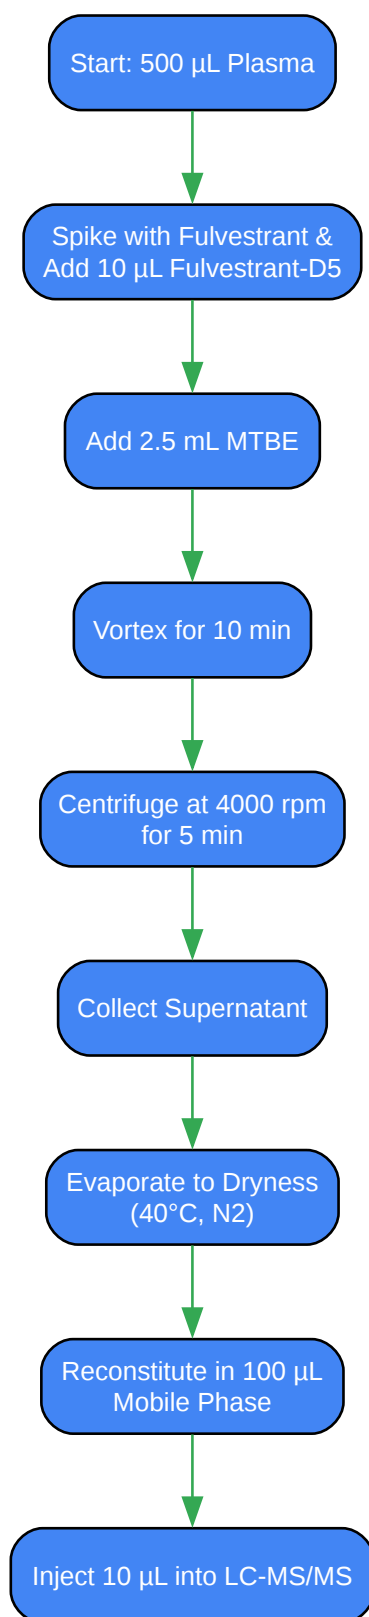 Start: 500 µL Plasma
Spike with Fulvestrant &
Add 10 µL Fulvestrant-D5
Add 2.5 mL MTBE
Vortex for 10 min
Centrifuge at 4000 rpm
for 5 min
Collect Supernatant
Evaporate to Dryness
(40°C, N2)
Reconstitute in 100 µL
Mobile Phase
Inject 10 µL into LC-MS/MS